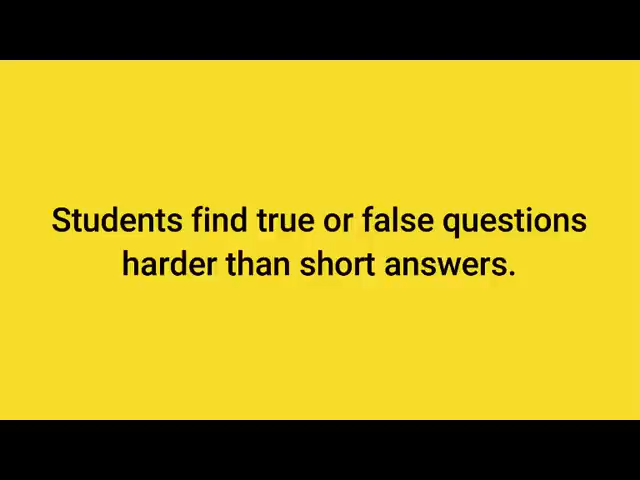 Students find true or false questions
harder than short answers.